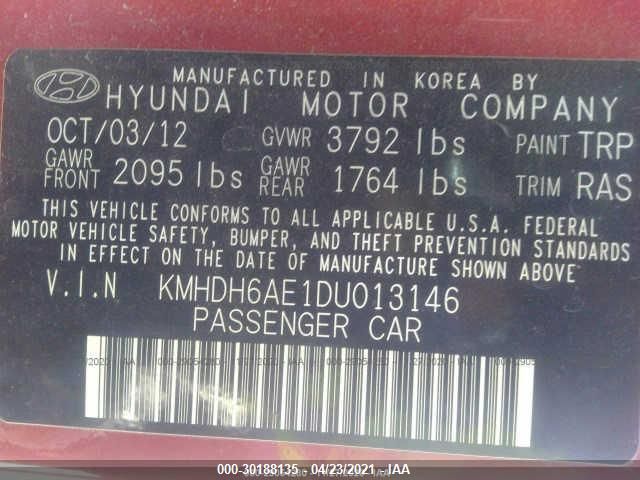 MANUFACTURED IN KOREA BY
HYUNDAI MOTOR COMPANY
OCT/03/12 GVWR 3792 lbs PAINT TRP
GAWR FRONT 2095 lbs GAWR REAR 1764 lbs TRIM RAS
THIS VEHICLE CONFORMS TO ALL APPLICABLE U.S.A. FEDERAL
MOTOR VEHICLE SAFETY, BUMPER, AND THEFT PREVENTION STANDARDS
IN EFFECT ON THE DATE OF MANUFACTURE SHOWN ABOVE
V.I.N KMHDH6AE1DU013146
PASSENGER CAR
000-30188135 - 04/23/2021 - IAA